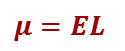 μ = EL